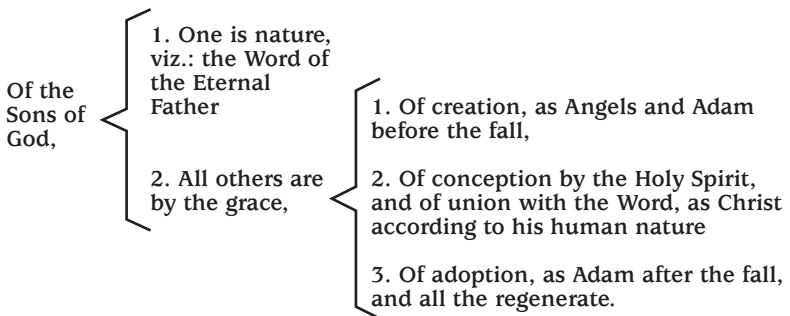 Of the
Sons of
God,
1. One is nature,
viz.: the Word of
the Eternal
Father
2. All others are
by the grace,
1. Of creation, as Angels and Adam
before the fall,
2. Of conception by the Holy Spirit,
and of union with the Word, as Christ
according to his human nature
3. Of adoption, as Adam after the fall,
and all the regenerate.